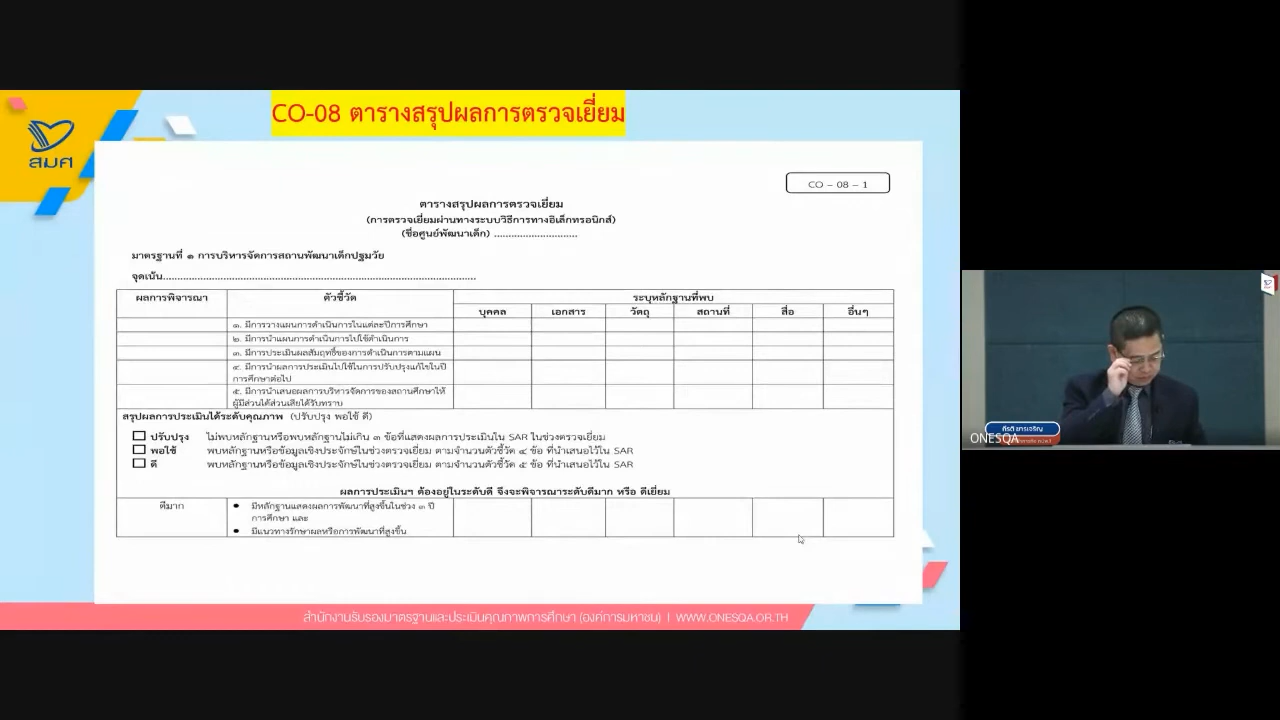 CO-08 ตารางสรุปผลการตรวจเยี่ยม
สมศ
CO – 08 – 1
ตารางสรุปผลการตรวจเยี่ยม
(การตรวจเยี่ยมผ่านทางระบบวิธีการทางอิเล็กทรอนิกส์)
(ชื่อศูนย์พัฒนาเด็ก) ............................
มาตรฐานที่ ๑ การบริหารจัดการสถานพัฒนาเด็กปฐมวัย
จุดเน้น.....................................................................................................
ผลการพิจารณา ตัวชี้วัด ระบุหลักฐานที่พบ
บุคคล เอกสาร วัตถุ สถานที่ สื่อ อื่นๆ
๑. มีการวางแผนการดำเนินการในแต่ละปีการศึกษา
๒. มีการนำแผนการดำเนินการไปใช้ดำเนินการ
๓. มีการประเมินผลสัมฤทธิ์ของการดำเนินการตามแผน
๔. มีการนำผลการประเมินไปใช้ในการปรับปรุงแก้ไขในปี
การศึกษาต่อไป
๕. มีการนำเสนอผลการบริหารจัดการของสถานศึกษาให้
ผู้มีส่วนได้ส่วนเสียได้รับทราบ
สรุปผลการประเมินได้ระดับคุณภาพ (ปรับปรุง พอใช้ ดี)
ปรับปรุง ไม่พบหลักฐานหรือพบหลักฐานไม่เกิน ๓ ข้อที่แสดงผลการประเมินใน SAR ในช่วงตรวจเยี่ยม
พอใช้ พบหลักฐานหรือข้อมูลเชิงประจักษ์ในช่วงตรวจเยี่ยม ตามจำนวนตัวชี้วัด ๔ ข้อ ที่นำเสนอไว้ใน SAR
ดี พบหลักฐานหรือข้อมูลเชิงประจักษ์ในช่วงตรวจเยี่ยม ตามจำนวนตัวชี้วัด ๕ ข้อ ที่นำเสนอไว้ใน SAR
ผลการประเมินฯ ต้องอยู่ในระดับดี จึงจะพิจารณาระดับดีมาก หรือ ดีเยี่ยม
ดีมาก • มีหลักฐานแสดงผลการพัฒนาที่สูงขึ้นในช่วง ๓ ปี
การศึกษา และ
• มีแนวทางรักษาผลหรือการพัฒนาที่สูงขึ้น
สำนักงานรับรองมาตรฐานและประเมินคุณภาพการศึกษา (องค์การมหาชน) | WWW.ONESQA.OR.TH
ONESQA